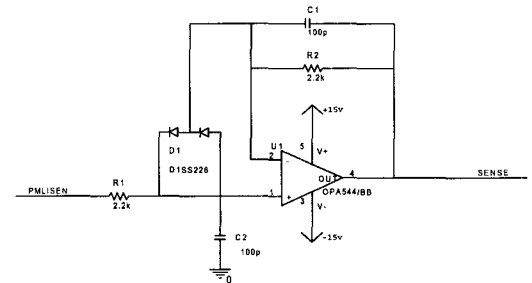 C1
100p
R2
2.2k
+15v
D1
D1SS226
U1
5
V+
2
-
OUT
4
SENSE
OPA544/BB
PMLISEN
R1
2.2k
1
+
3
V-
-15v
C2
100p
0